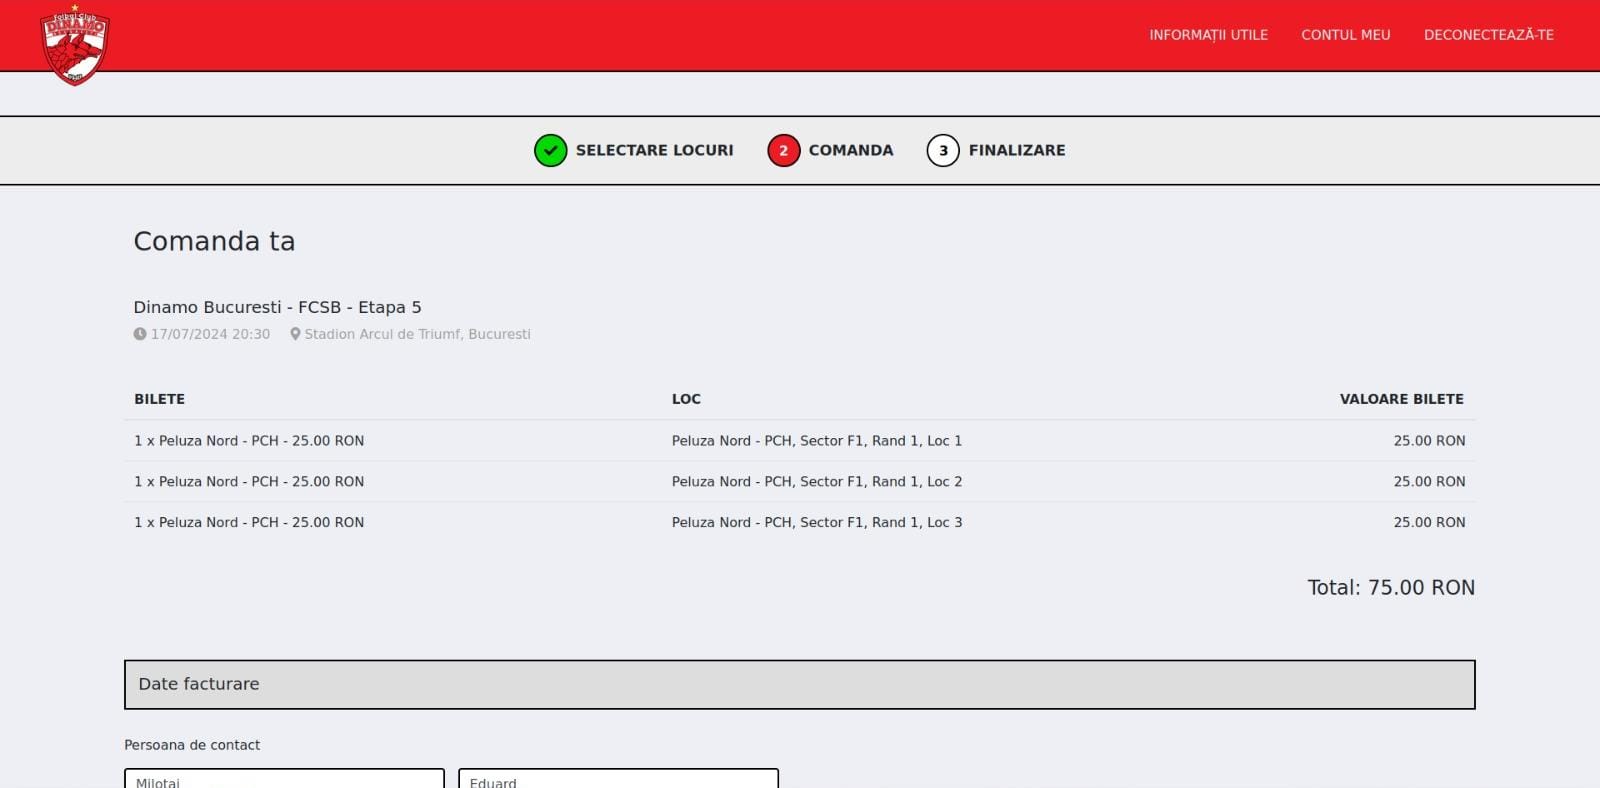 Fotbal Club
DINAMO
INFORMAȚII UTILE CONTUL MEU DECONECTEAZĂ-TE
SELECTARE LOCURI 2 COMANDA 3 FINALIZARE
Comanda ta
Dinamo Bucuresti - FCSB - Etapa 5
17/07/2024 20:30 Stadion Arcul de Triumf, Bucuresti
BILETE LOC VALOARE BILETE
1 x Peluza Nord - PCH - 25.00 RON Peluza Nord - PCH, Sector F1, Rand 1, Loc 1 25.00 RON
1 x Peluza Nord - PCH - 25.00 RON Peluza Nord - PCH, Sector F1, Rand 1, Loc 2 25.00 RON
1 x Peluza Nord - PCH - 25.00 RON Peluza Nord - PCH, Sector F1, Rand 1, Loc 3 25.00 RON
Total: 75.00 RON
Date facturare
Persoana de contact
Milotai Eduard